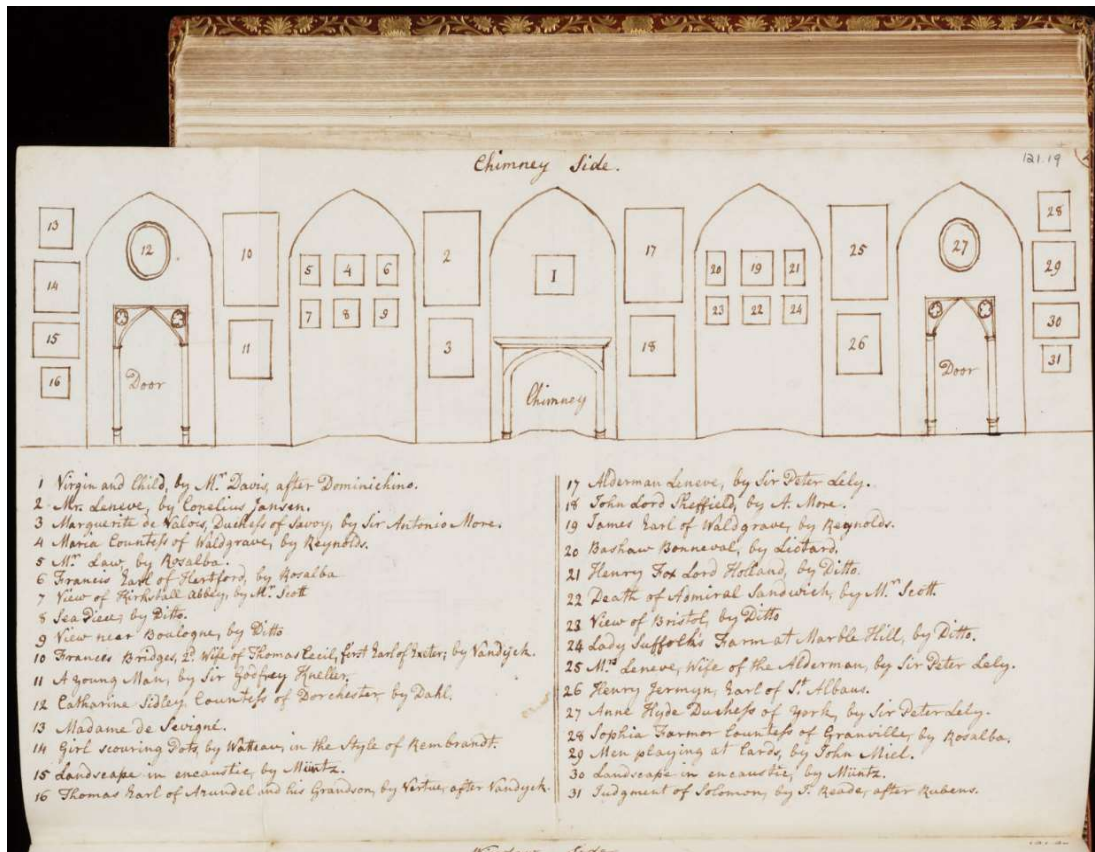 Chimney Side.
121.19
13
12
10
2
17
25
27
28
5
4
6
1
20
19
21
14
29
7
8
9
23
22
24
15
11
3
18
26
30
16
31
Door
Chimney
Door
1 Virgin and Child, by Mr. Davis, after Dominichino.
2 Mr. Leneve, by Conelius Jansen.
3 Marguerite de Valois, Duchess of Savoy, by Sir Antonio More.
4 Maria Countess of Waldgrave, by Reynolds.
5 Mr. Law, by Rosalba.
6 Francis Earl of Hertford, by Rosalba
7 View of Kirkstall Abbey, by Mr. Scott
8 Sea Piece, by Ditto.
9 View near Boulogne, by Ditto
10 Frances Bridges, 2d. Wife of Thomas Cecil, first Earl of Exeter; by Vandyck.
11 A young Man, by Sir Godfrey Kneller,
12 Catharine Sidley, Countess of Dorchester, by Dahl.
13 Madame de Sevigné.
14 Girl scouring Pots, by Watteau, in the Style of Rembrandt.
15 Landscape in encaustic, by Müntz.
16 Thomas Earl of Arundel and his Grandson, by Vertue, after Vandyck.
17 Alderman Leneve, by Sir Peter Lely.
18 John Lord Sheffield, by A. More.
19 James Earl of Waldgrave, by Reynolds.
20 Bashaw Bonneval, by Liotard.
21 Henry Fox Lord Holland, by Ditto.
22 Death of Admiral Sandwich, by Mr. Scott.
23 View of Bristol, by Ditto
24 Lady Suffolk's Farm at Marble Hill, by Ditto.
25 Mrs. Leneve, Wife of the Alderman, by Sir Peter Lely.
26 Henry Jermyn, Earl of St. Albans.
27 Anne Hyde Duchess of York, by Sir Peter Lely.
28 Sophia Farmor Countess of Granville, by Rosalba.
29 Men playing at Cards, by John Miel.
30 Landscape in encaustic, by Müntz.
31 Judgment of Solomon, by T. Reade, after Rubens.